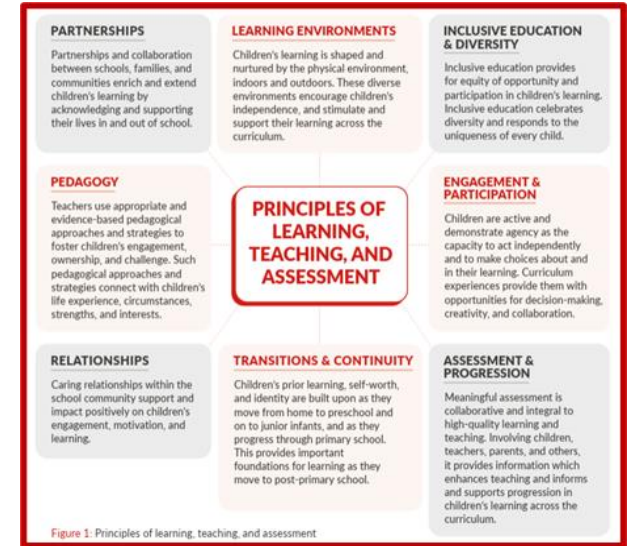 PARTNERSHIPS
Partnerships and collaboration
between schools, families, and
communities enrich and extend
children's learning by
acknowledging and supporting
their lives in and out of school.
LEARNING ENVIRONMENTS
Children's learning is shaped and
nurtured by the physical environment,
indoors and outdoors. These diverse
environments encourage children's
independence, and stimulate and
support their learning across the
curriculum.
INCLUSIVE EDUCATION
& DIVERSITY
Inclusive education provides
for equity of opportunity and
participation in children's learning.
Inclusive education celebrates
diversity and responds to the
uniqueness of every child.
PEDAGOGY
Teachers use appropriate and
evidence-based pedagogical
approaches and strategies to
foster children's engagement,
ownership, and challenge. Such
pedagogical approaches and
strategies connect with children's
life experience, circumstances,
strengths, and interests.
PRINCIPLES OF
LEARNING,
TEACHING, AND
ASSESSMENT
ENGAGEMENT &
PARTICIPATION
Children are active and
demonstrate agency as the
capacity to act independently
and to make choices about and
in their learning. Curriculum
experiences provide them with
opportunities for decision-making,
creativity, and collaboration.
RELATIONSHIPS
Caring relationships within the
school community support and
impact positively on children's
engagement, motivation, and
learning.
TRANSITIONS & CONTINUITY
Children's prior learning, self-worth,
and identity are built upon as they
move from home to preschool and
on to junior infants, and as they
progress through primary school.
This provides important
foundations for learning as they
move to post-primary school.
ASSESSMENT &
PROGRESSION
Meaningful assessment is
collaborative and integral to
high-quality learning and
teaching. Involving children,
teachers, parents, and others,
it provides information which
enhances teaching and informs
and supports progression in
children's learning across the
curriculum.
Figure 1: Principles of learning, teaching, and assessment